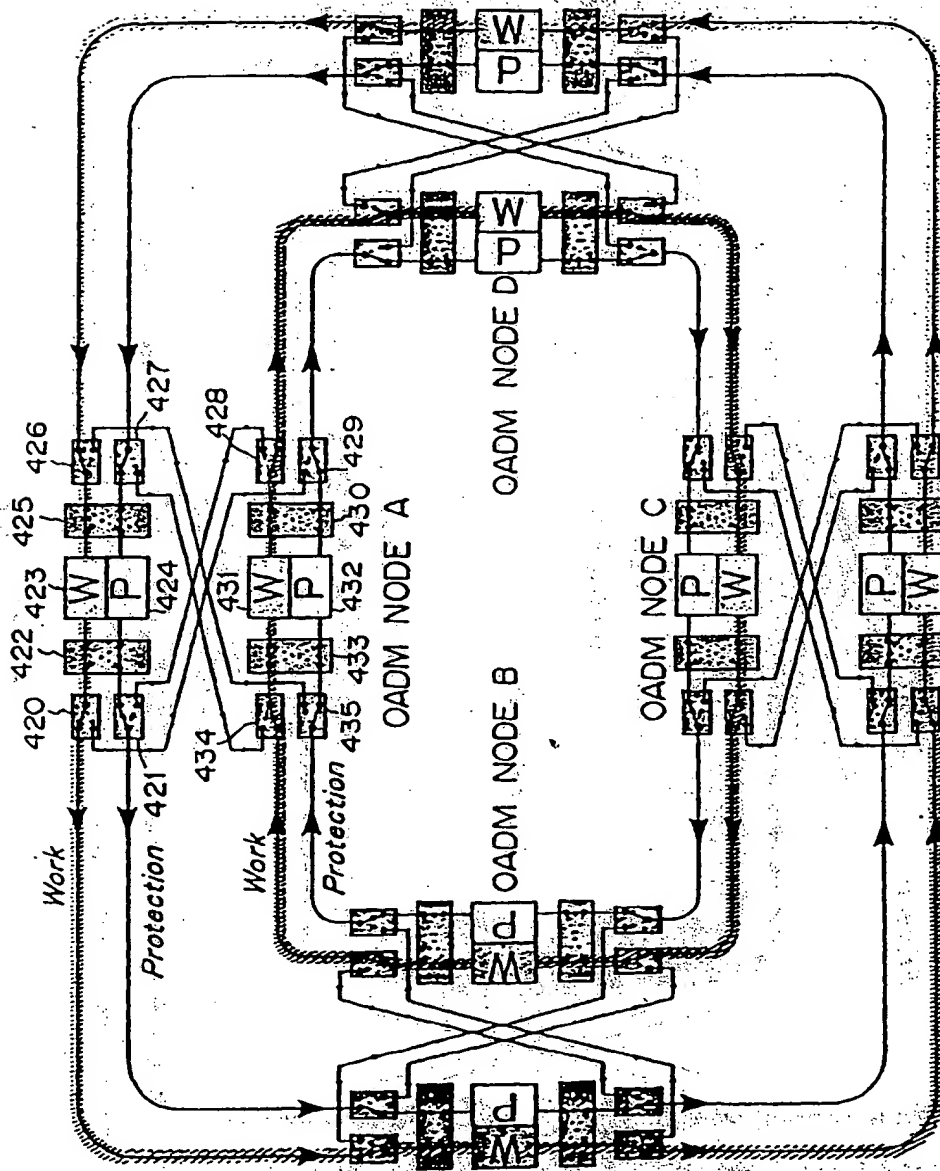 W
P
426
427
425
W 423
P 424
422
420
421
428
429
430
W 431
P 432
433
434
435
OADM NODE A
Work
Protection
Work
Protection
W
P
OADM NODE D
W
P
OADM NODE B
P
W
P
W
OADM NODE C
P
W
P
W